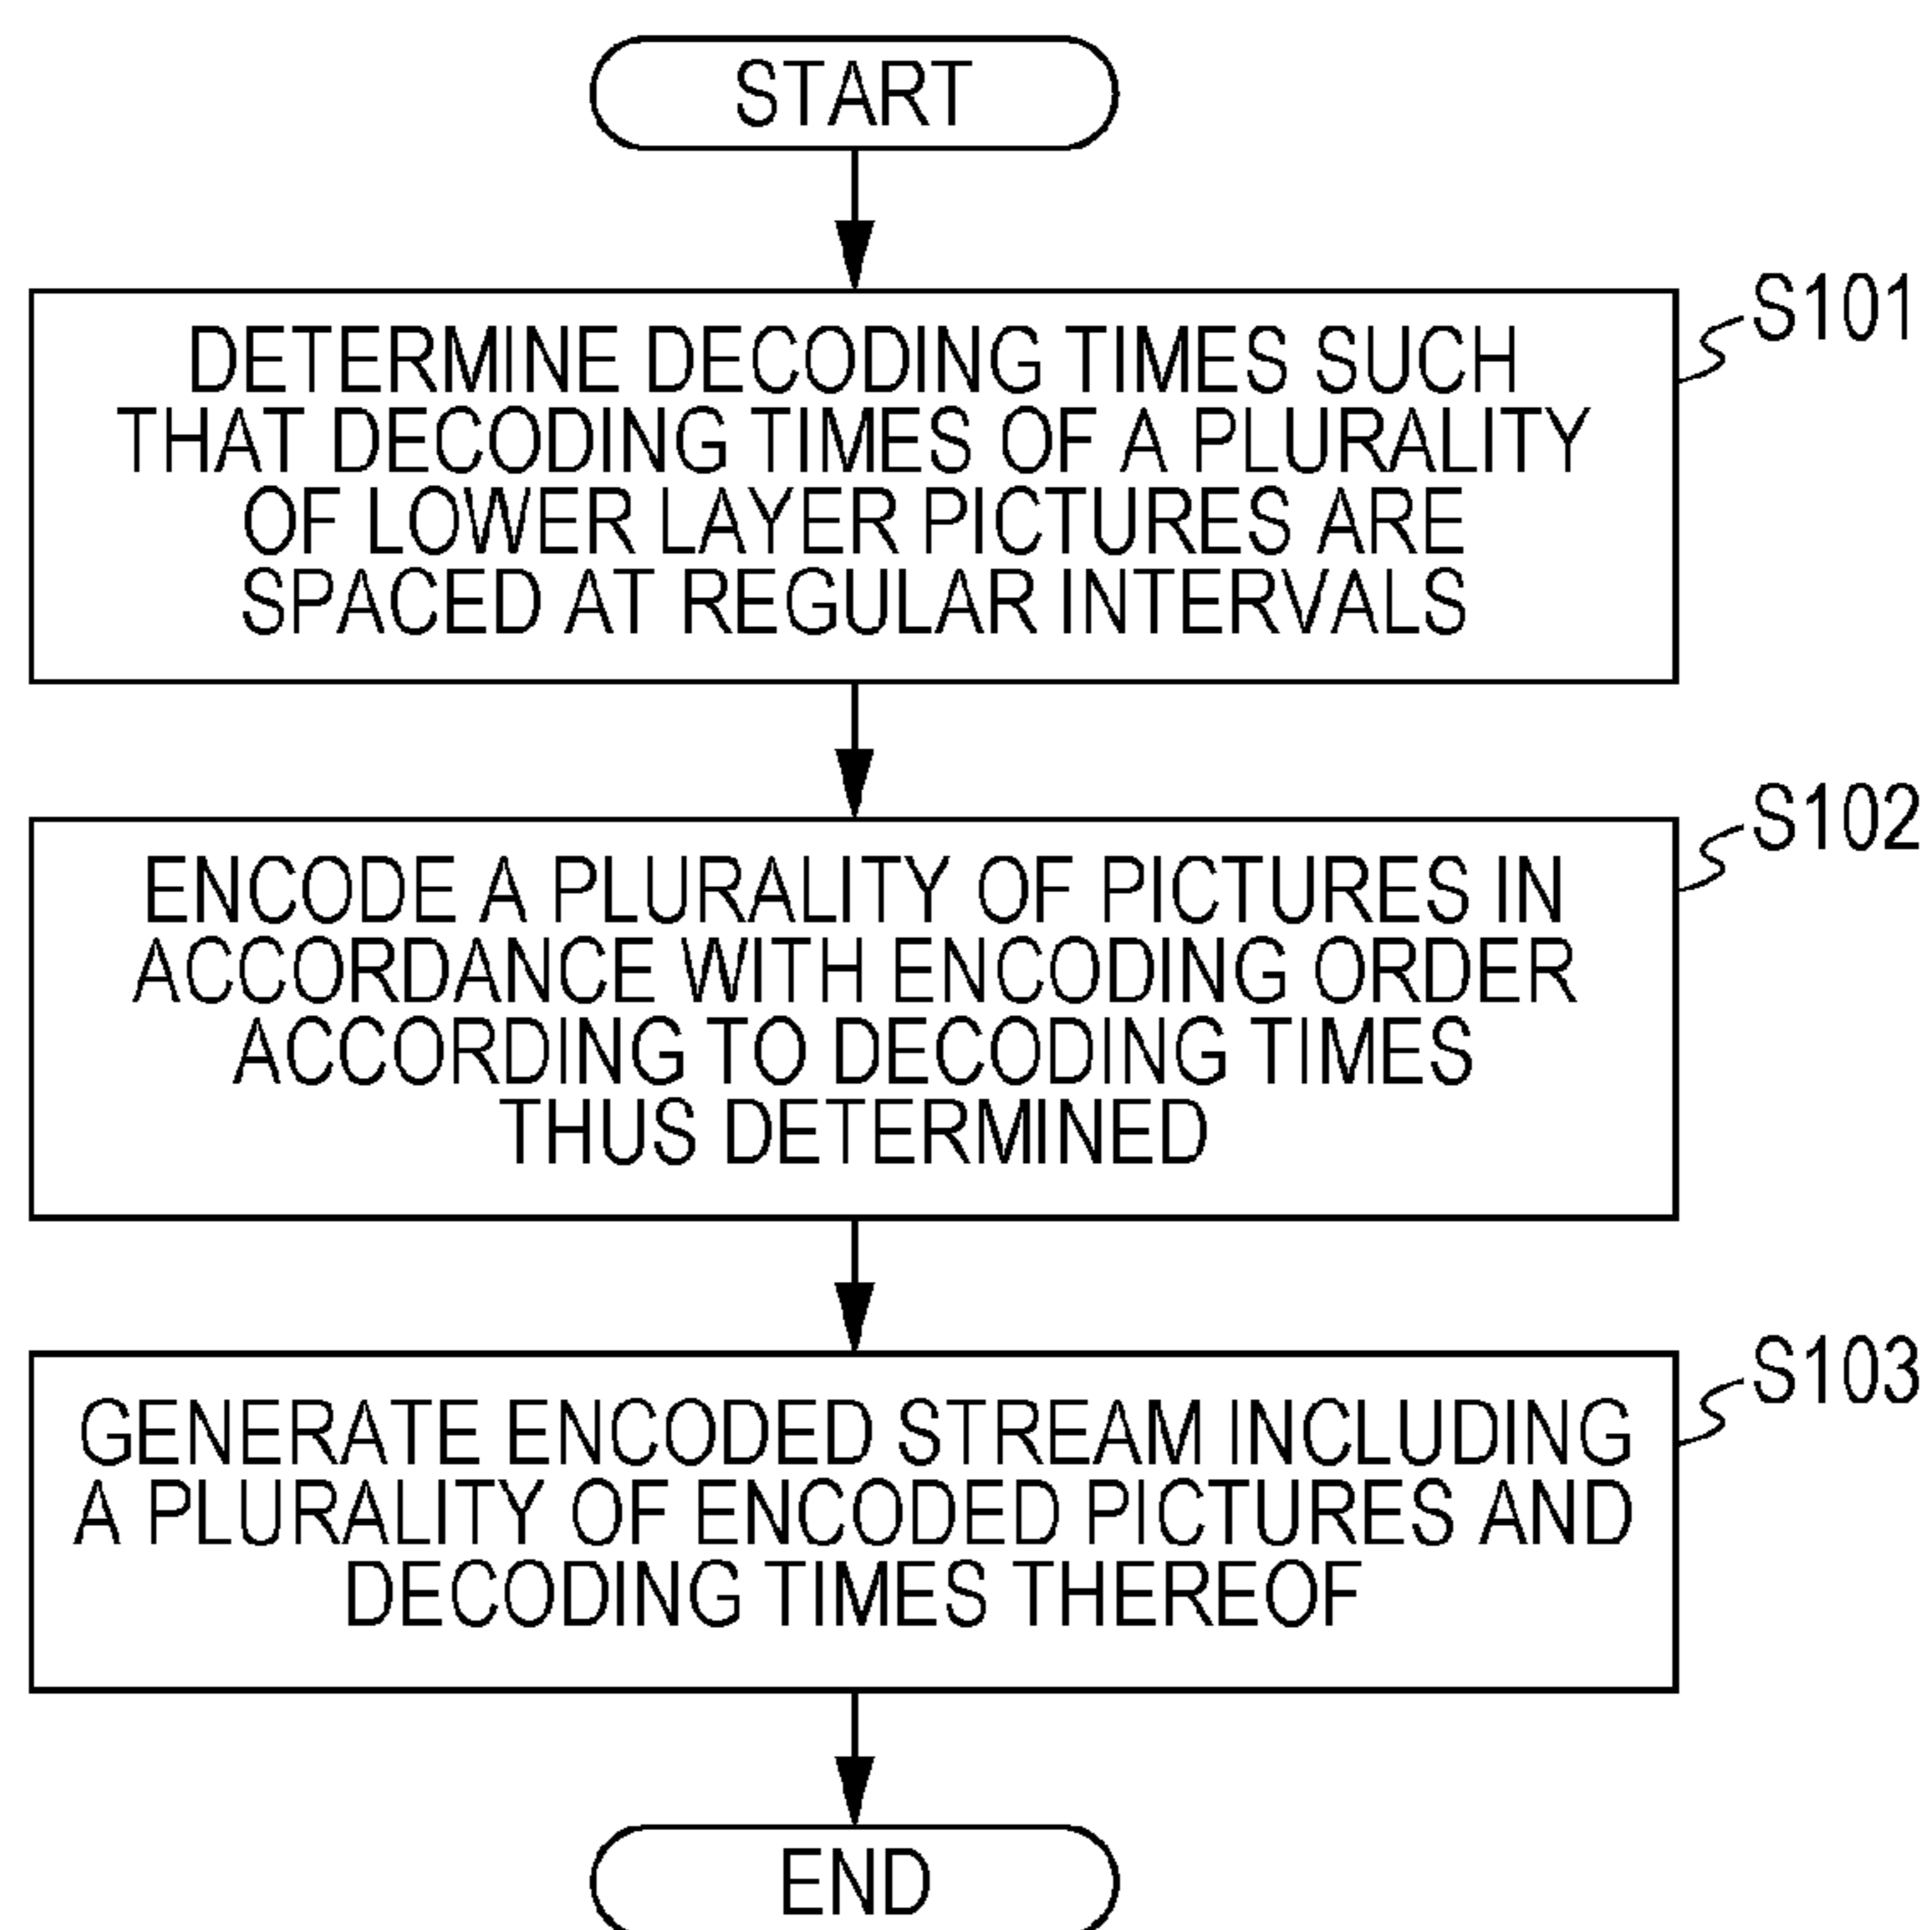 START
S101
DETERMINE DECODING TIMES SUCH
THAT DECODING TIMES OF A PLURALITY
OF LOWER LAYER PICTURES ARE
SPACED AT REGULAR INTERVALS
S102
ENCODE A PLURALITY OF PICTURES IN
ACCORDANCE WITH ENCODING ORDER
ACCORDING TO DECODING TIMES
THUS DETERMINED
S103
GENERATE ENCODED STREAM INCLUDING
A PLURALITY OF ENCODED PICTURES AND
DECODING TIMES THEREOF
END